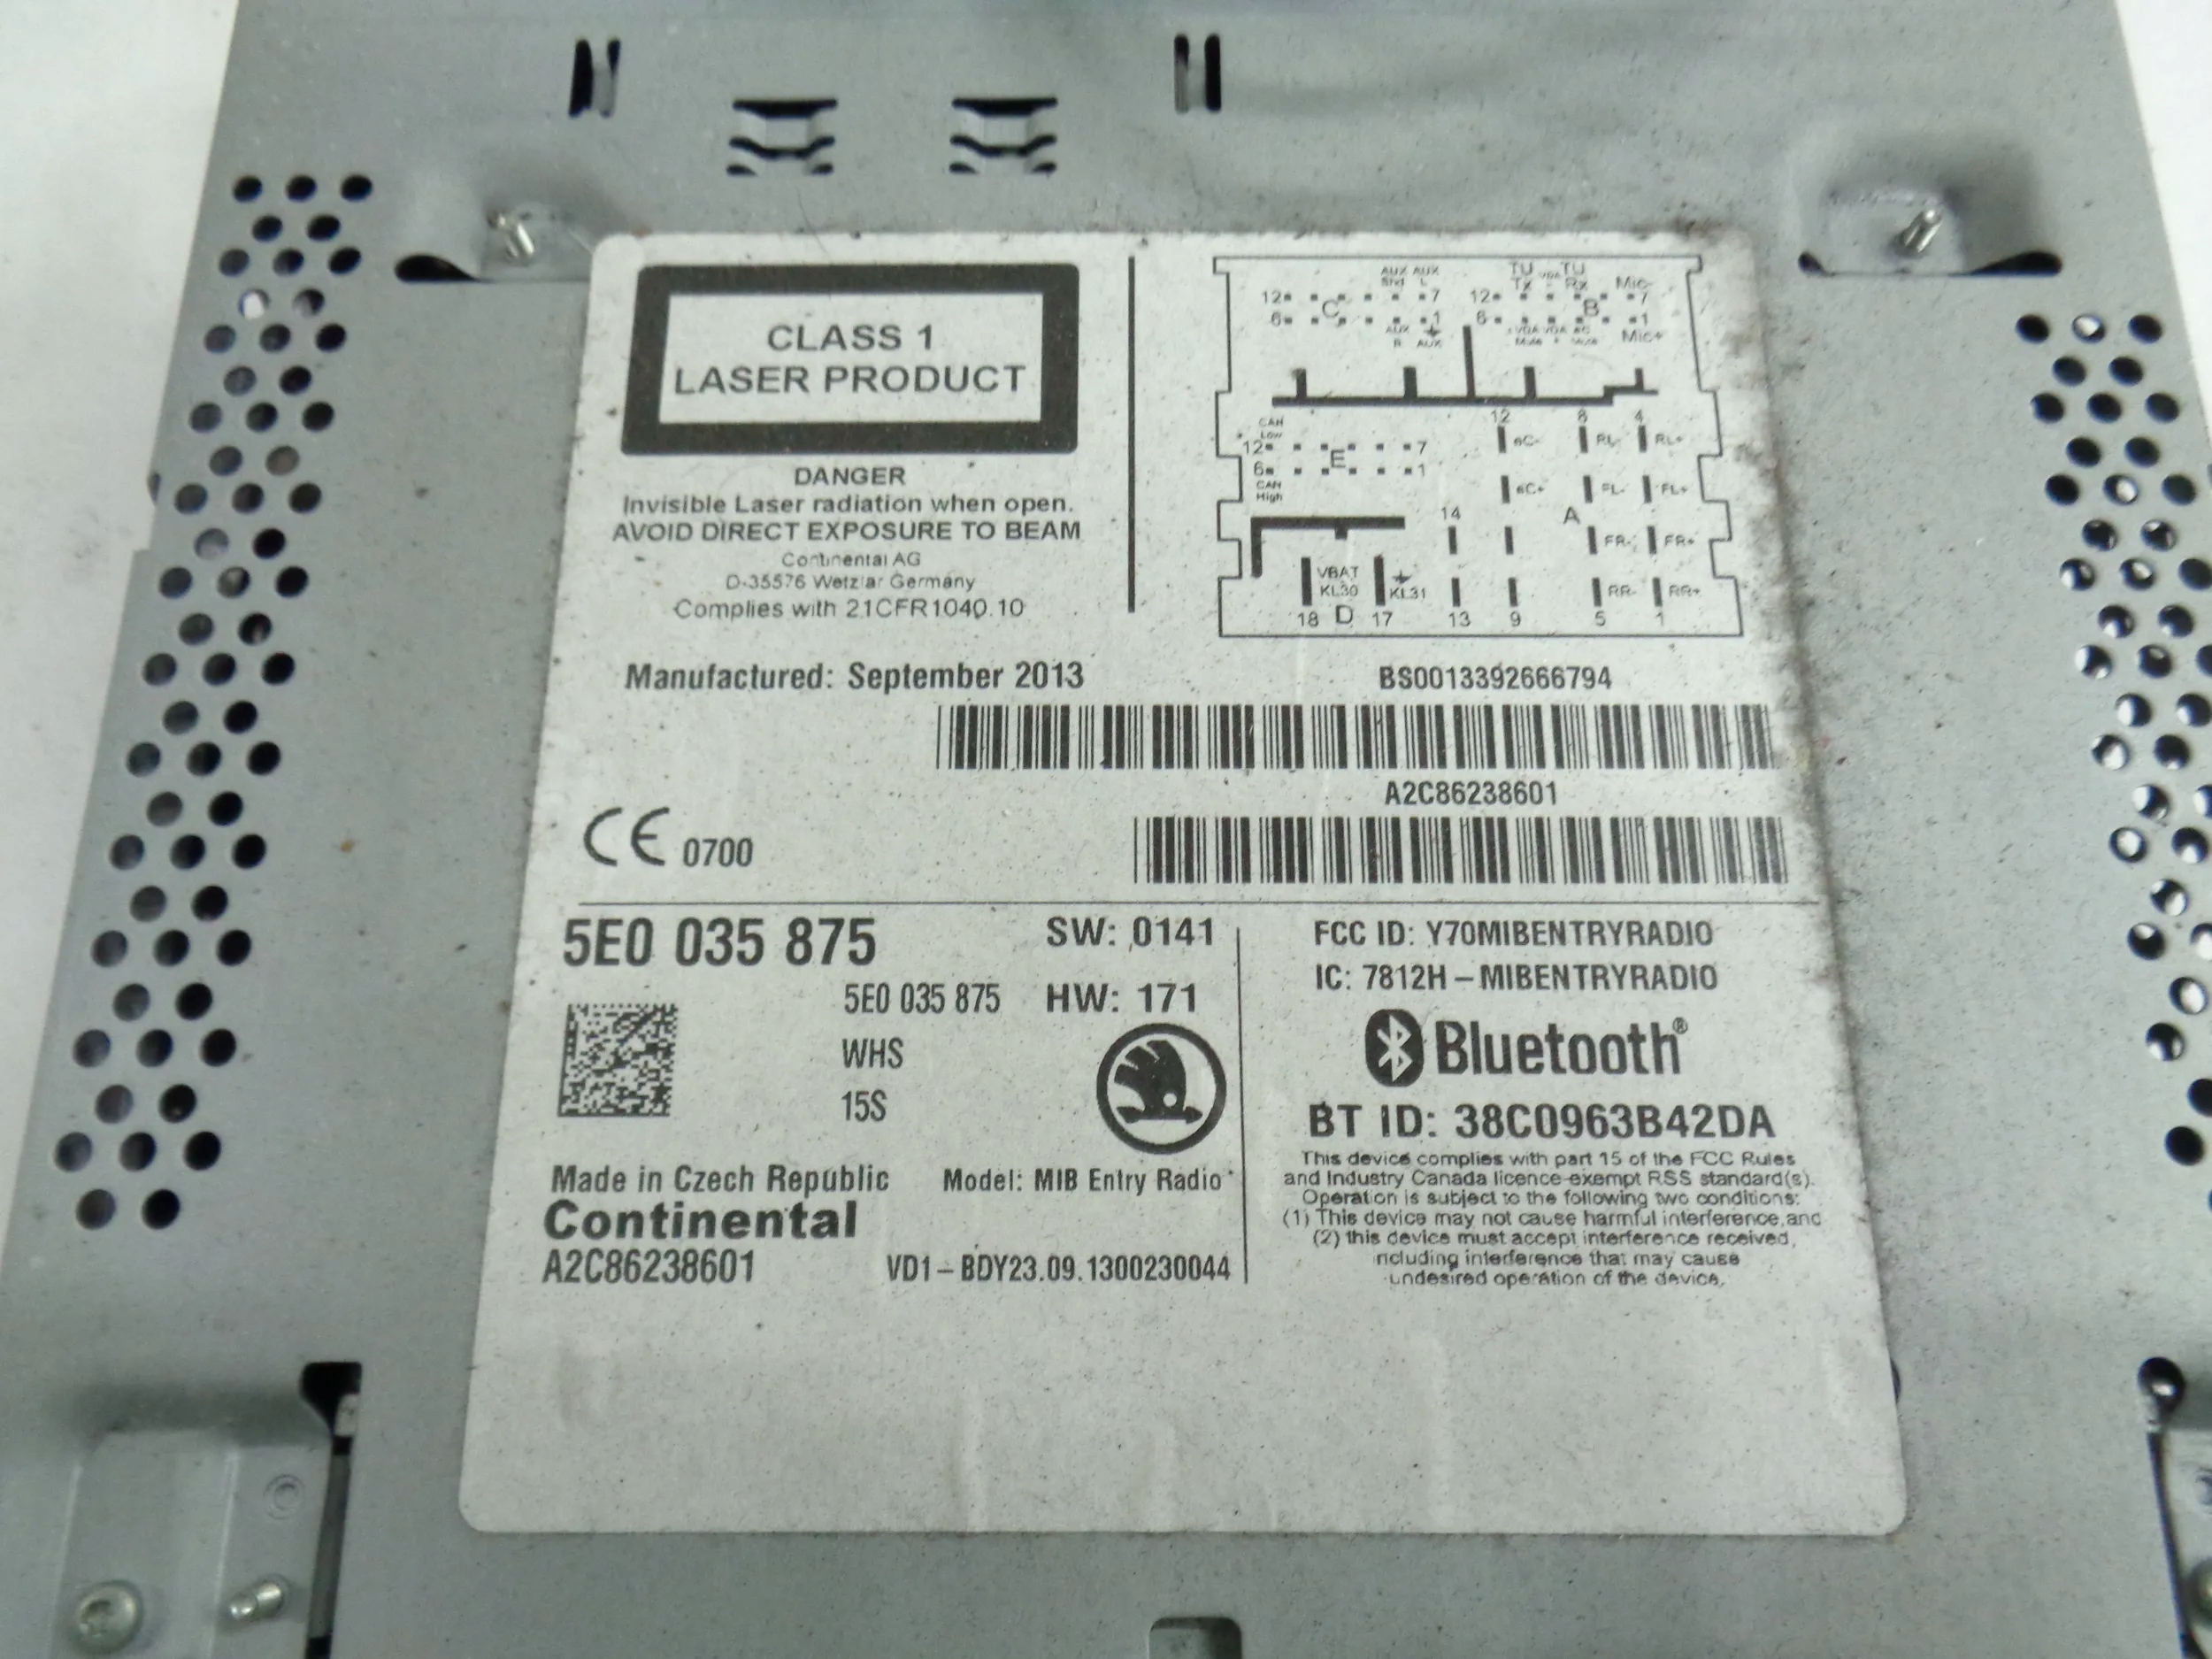 CLASS 1
LASER PRODUCT
DANGER
Invisible Laser radiation when open.
AVOID DIRECT EXPOSURE TO BEAM
Continental AG
D-35576 Wetzlar Germany
Complies with 21CFR1040.10
AUX AUX TU VDA TU
Shd L Tx - Rx Mic-
12 C 7 12 B 7
6 1 6 1
AUX AUX
R Mic+
CAN
Low
12 E 7
6 1
CAN
High
12 8 4
RL- RL+
FL- FL+
14 A
FR- FR+
VBAT
KL30 KL31 RR- RR+
18 D 17 13 9 5 1
Manufactured: September 2013
BS0013392666794
A2C86238601
CE 0700
5E0 035 875 SW: 0141
5E0 035 875 HW: 171
WHS
15S
Made in Czech Republic Model: MIB Entry Radio
Continental
A2C86238601 VD1-BDY23.09.1300230044
FCC ID: Y70MIBENTRYRADIO
IC: 7812H-MIBENTRYRADIO
Bluetooth®
BT ID: 38C0963B42DA
This device complies with part 15 of the FCC Rules
and Industry Canada licence-exempt RSS standard(s).
Operation is subject to the following two conditions:
(1) This device may not cause harmful interference,and
(2) this device must accept interference received,
including interference that may cause
undesired operation of the device.